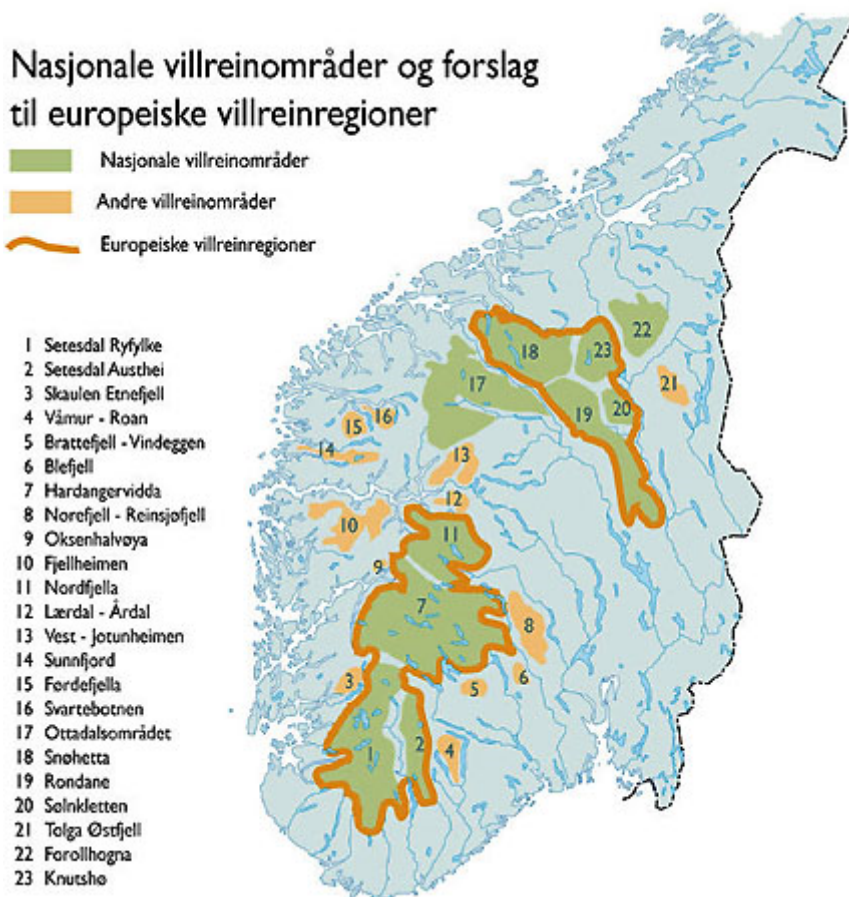 Nasjonale villreinområder og forslag
til europeiske villreinregioner
Nasjonale villreinområder
Andre villreinområder
Europeiske villreinregioner
1 Setesdal Ryfylke
2 Setesdal Austhei
3 Skaulen Etnefjell
4 Våmur - Roan
5 Brattefjell - Vindeggen
6 Blefjell
7 Hardangervidda
8 Norefjell - Reinsjøfjell
9 Oksenhalvøya
10 Fjellheimen
11 Nordfjella
12 Lærdal - Årdal
13 Vest - Jotunheimen
14 Sunnfjord
15 Førdefjella
16 Svartebotnen
17 Ottadalsområdet
18 Snøhetta
19 Rondane
20 Sølnkletten
21 Tolga Østfjell
22 Forollhogna
23 Knutshø
22
18
23
21
17
16
20
19
15
14
13
12
10
11
9
7
8
6
5
3
4
2
1